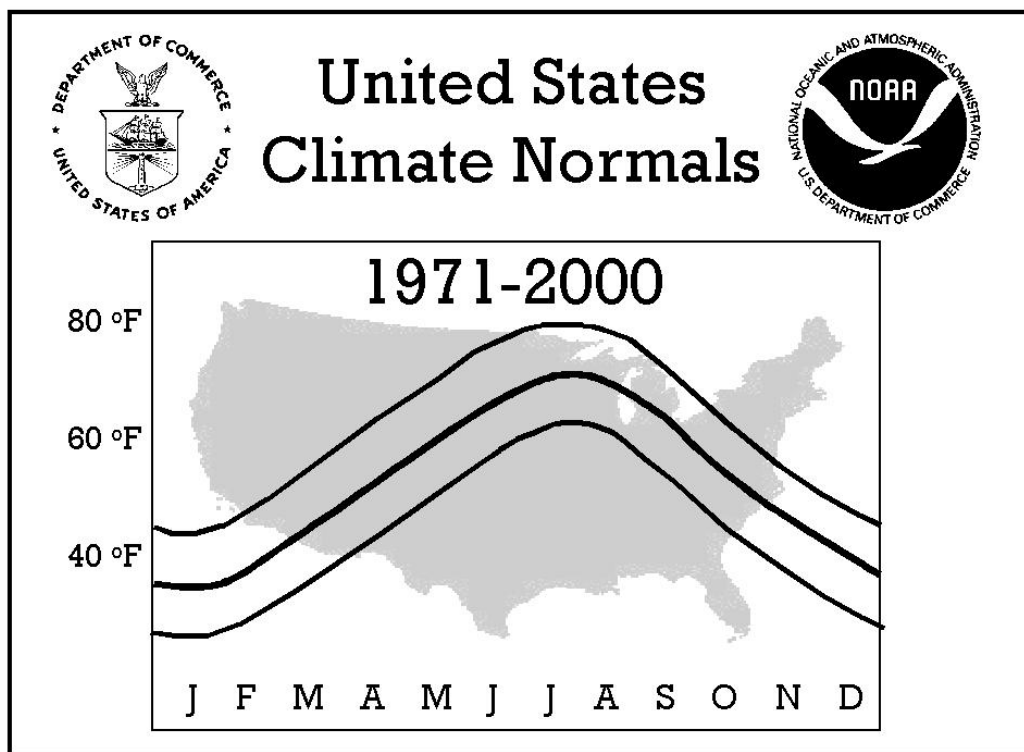 DEPARTMENT OF COMMERCE
UNITED STATES OF AMERICA
United States
Climate Normals
NATIONAL OCEANIC AND ATMOSPHERIC ADMINISTRATION
NOAA
U.S. DEPARTMENT OF COMMERCE
1971-2000
80 °F
60 °F
40 °F
J F M A M J J A S O N D